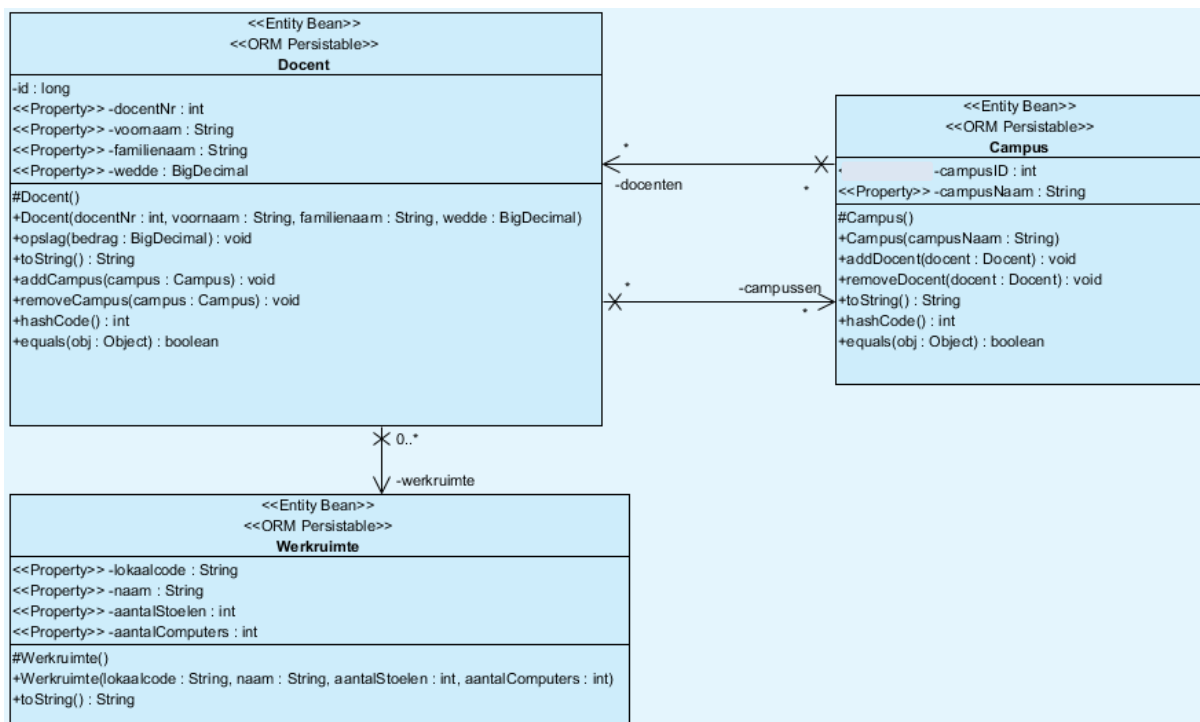 <<Entity Bean>>
<<ORM Persistable>>
Docent
-id : long
<<Property>> -docentNr : int
<<Property>> -voornaam : String
<<Property>> -familienaam : String
<<Property>> -wedde : BigDecimal
#Docent()
+Docent(docentNr : int, voornaam : String, familienaam : String, wedde : BigDecimal)
+opslag(bedrag : BigDecimal) : void
+toString() : String
+addCampus(campus : Campus) : void
+removeCampus(campus : Campus) : void
+hashCode() : int
+equals(obj : Object) : boolean
*
-docenten
*
*
-campussen
*
<<Entity Bean>>
<<ORM Persistable>>
Campus
-campusID : int
<<Property>> -campusNaam : String
#Campus()
+Campus(campusNaam : String)
+addDocent(docent : Docent) : void
+removeDocent(docent : Docent) : void
+toString() : String
+hashCode() : int
+equals(obj : Object) : boolean
0..*
-werkruimte
<<Entity Bean>>
<<ORM Persistable>>
Werkruimte
<<Property>> -lokaalcode : String
<<Property>> -naam : String
<<Property>> -aantalStoelen : int
<<Property>> -aantalComputers : int
#Werkruimte()
+Werkruimte(lokaalcode : String, naam : String, aantalStoelen : int, aantalComputers : int)
+toString() : String